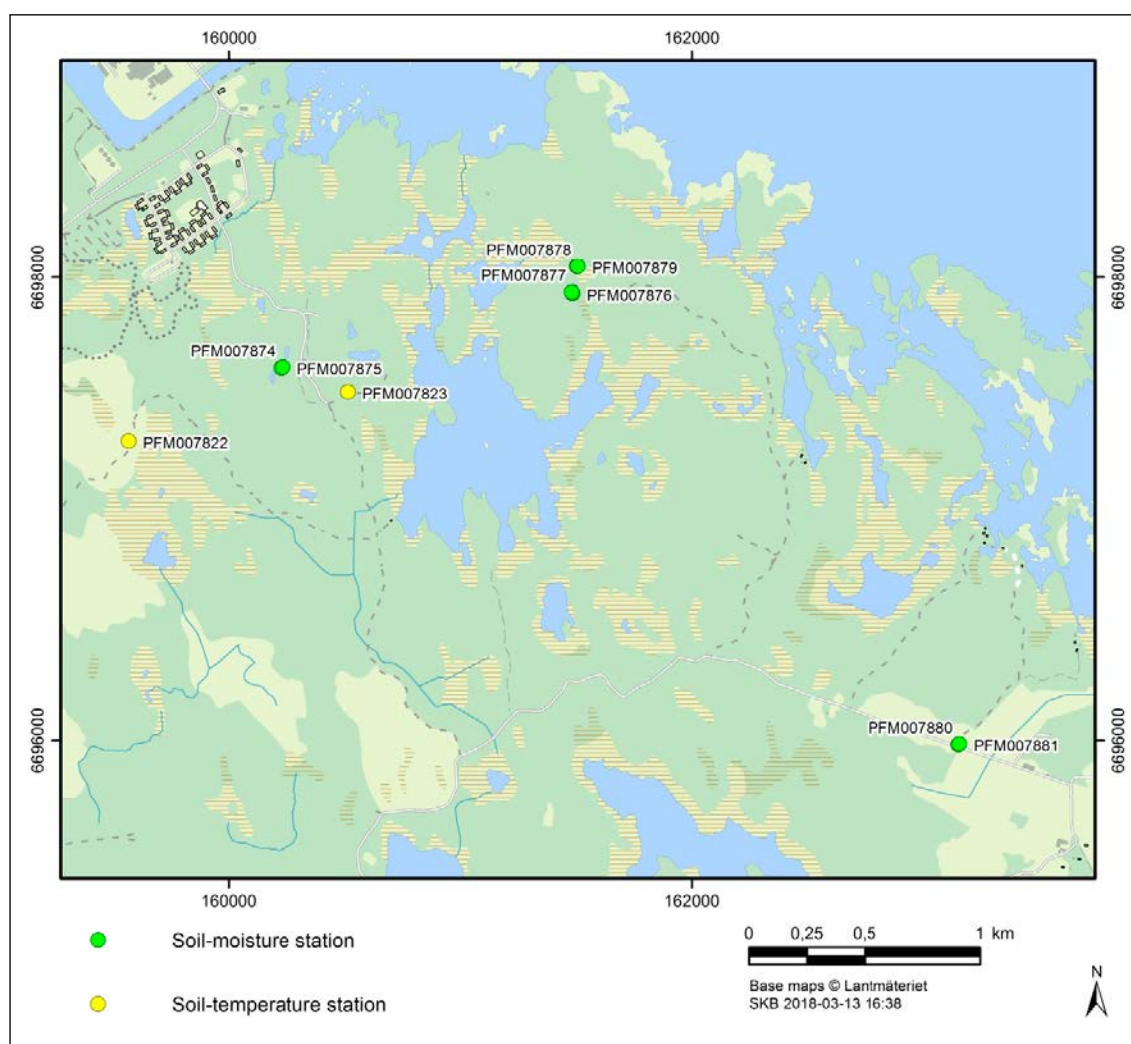 160000
162000
PFM007878
PFM007879
6698000
6698000
PFM007877
PFM007876
PFM007874
PFM007875
PFM007823
PFM007822
PFM007880
6696000
6696000
PFM007881
160000
162000
Soil-moisture station
0 0,25 0,5 1 km
Soil-temperature station
Base maps © Lantmäteriet
SKB 2018-03-13 16:38
N